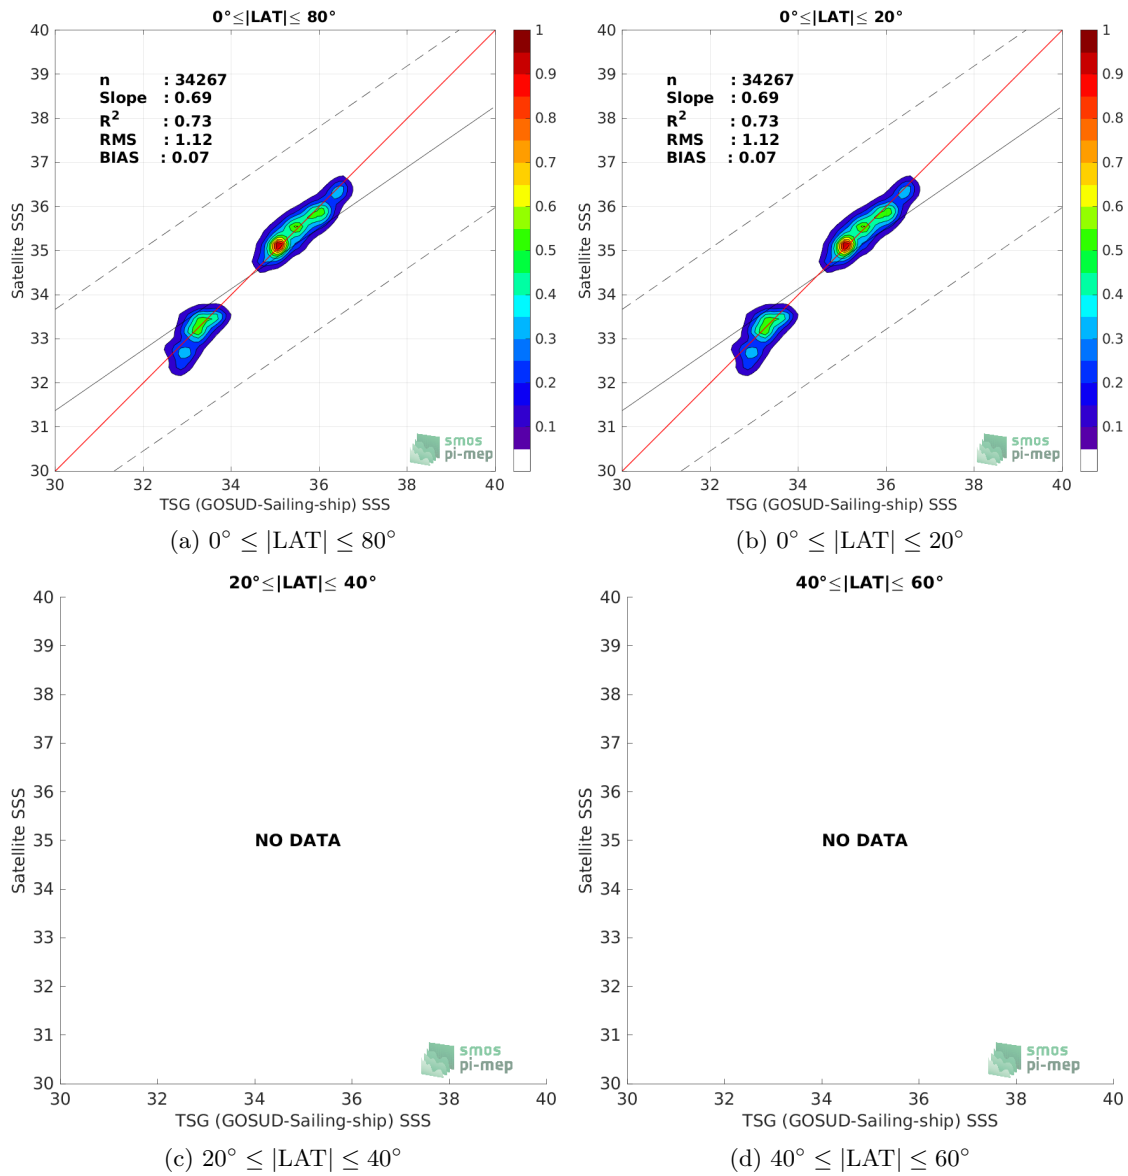 0°≤|LAT|≤ 80°
40
39
38
37
36
35
34
33
32
31
30
Satellite SSS
n : 34267
Slope : 0.69
R² : 0.73
RMS : 1.12
BIAS : 0.07
smos
pi-mep
30 32 34 36 38 40
TSG (GOSUD-Sailing-ship) SSS
1
0.9
0.8
0.7
0.6
0.5
0.4
0.3
0.2
0.1
(a) 0° ≤ |LAT| ≤ 80°
0°≤|LAT|≤ 20°
40
39
38
37
36
35
34
33
32
31
30
Satellite SSS
n : 34267
Slope : 0.69
R² : 0.73
RMS : 1.12
BIAS : 0.07
smos
pi-mep
30 32 34 36 38 40
TSG (GOSUD-Sailing-ship) SSS
1
0.9
0.8
0.7
0.6
0.5
0.4
0.3
0.2
0.1
(b) 0° ≤ |LAT| ≤ 20°
20°≤|LAT|≤ 40°
40
39
38
37
36
35
34
33
32
31
30
Satellite SSS
NO DATA
smos
pi-mep
30 32 34 36 38 40
TSG (GOSUD-Sailing-ship) SSS
(c) 20° ≤ |LAT| ≤ 40°
40°≤|LAT|≤ 60°
40
39
38
37
36
35
34
33
32
31
30
Satellite SSS
NO DATA
smos
pi-mep
30 32 34 36 38 40
TSG (GOSUD-Sailing-ship) SSS
(d) 40° ≤ |LAT| ≤ 60°